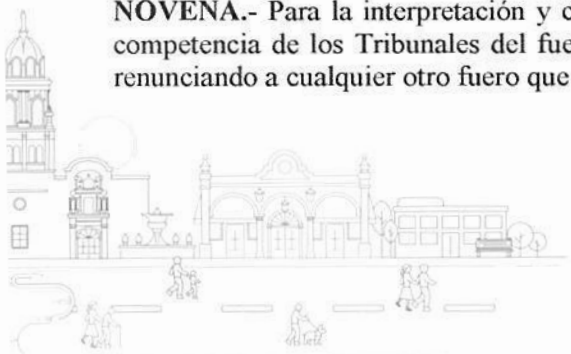 NOVENA.- Para la interpretación y c
competencia de los Tribunales del fue
renunciando a cualquier otro fuero que